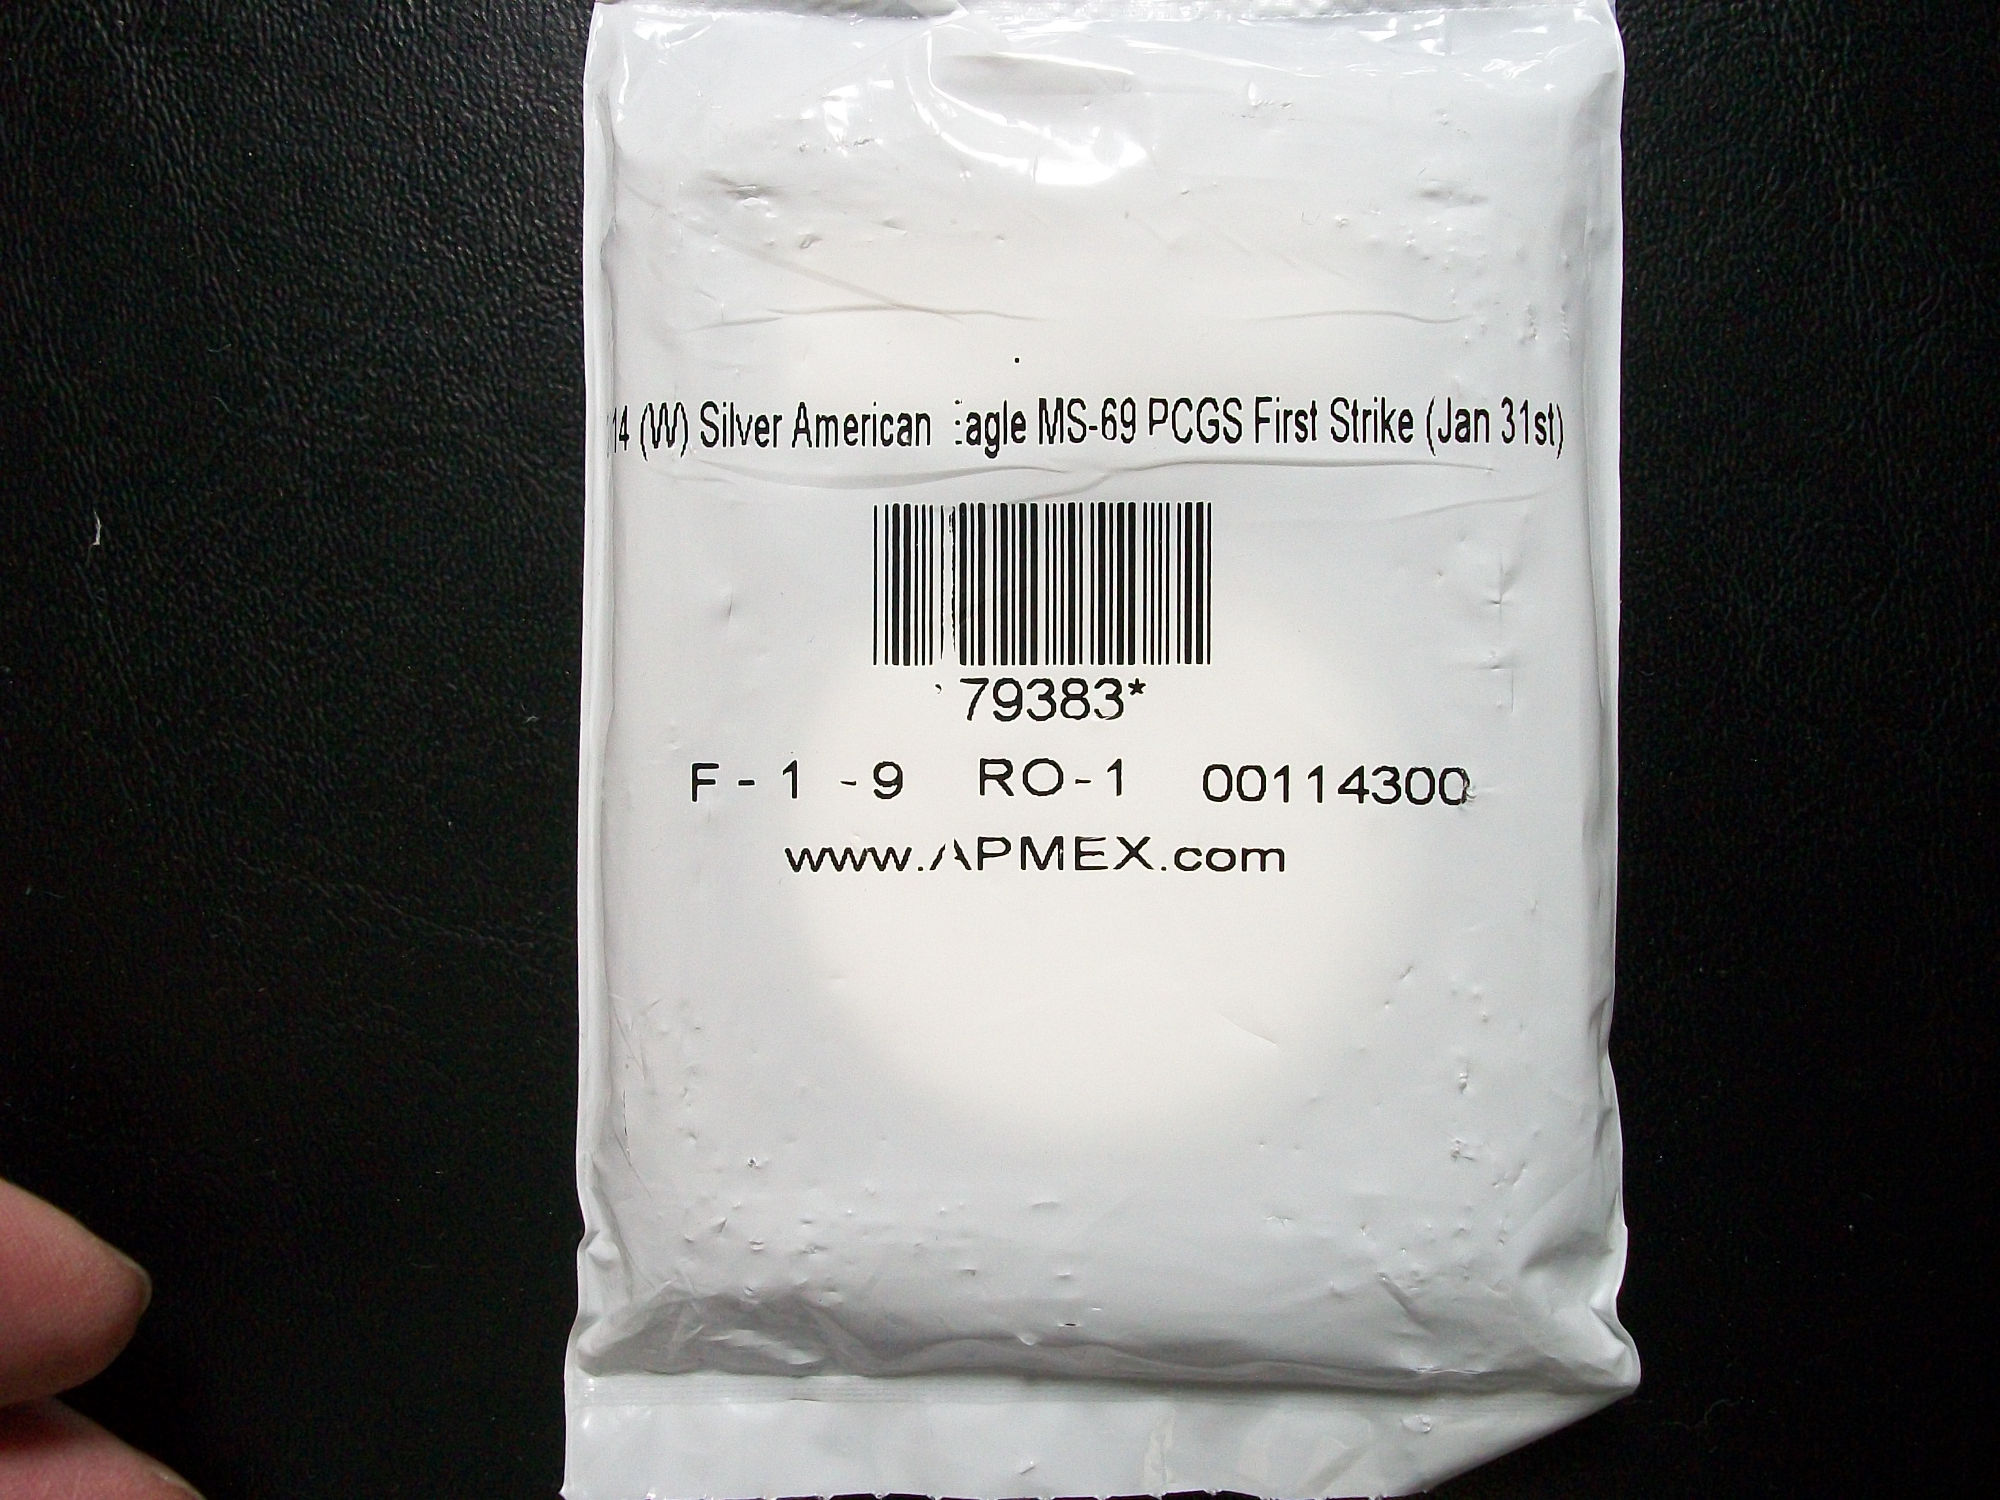 14 (W) Silver American Eagle MS-69 PCGS First Strike (Jan 31st)
79383*
F - 1 - 9 RO-1 00114300
www.APMEX.com